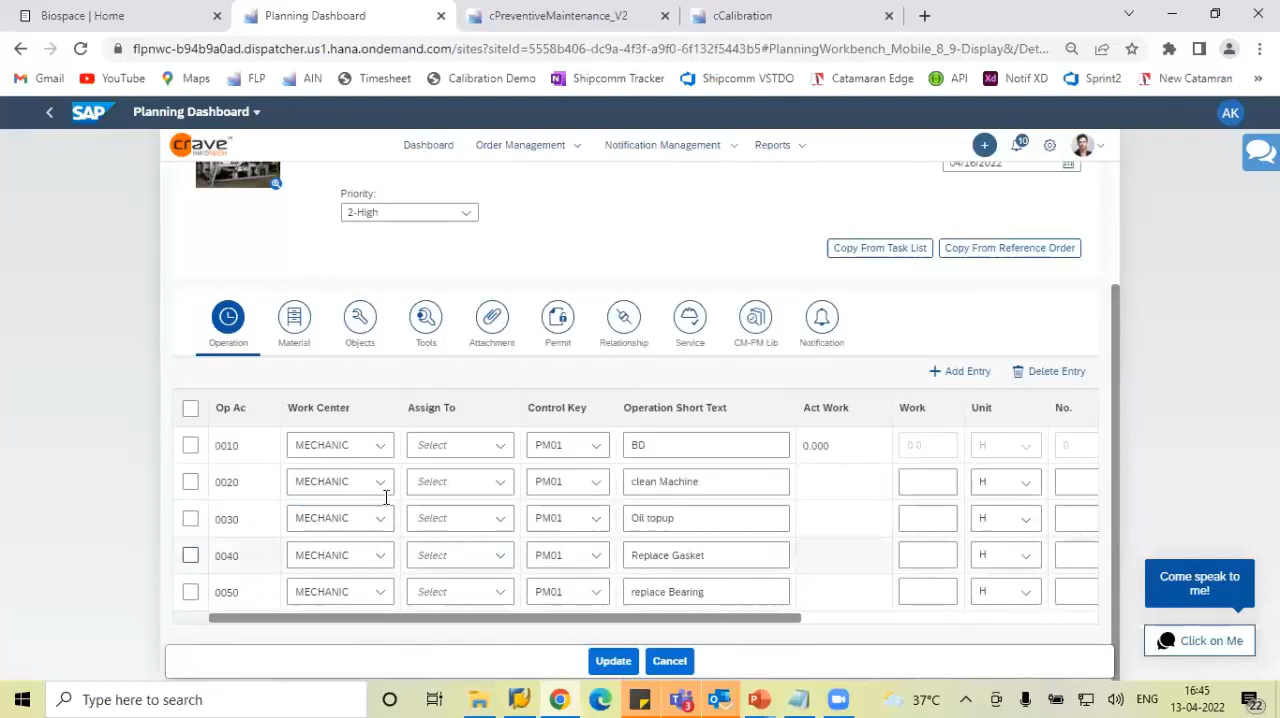 Biospace | Home
Planning Dashboard
cPreventiveMaintenance_V2
cCalibration
flpnwc-b94b9a0ad.dispatcher.us1.hana.ondemand.com/sites?siteId=5558b406-dc9a-4f3f-a9f0-6f132f5443f5#PlanningWorkbench_Mobile_8_9-Display&/Det...
Gmail YouTube Maps FLP AIN Timesheet Calibration Demo Shipcomm Tracker Shipcomm VSTDO Catamaran Edge API Notif XD Sprint2 New Catamran »
SAP Planning Dashboard AK
crave INFOTECH
Dashboard Order Management Notification Management Reports 10
04/16/2022
Priority:
2-High
Copy From Task List Copy From Reference Order
Operation Material Objects Tools Attachment Permit Relationship Service CM-PM Lib Notification
Add Entry Delete Entry
Op Ac Work Center Assign To Control Key Operation Short Text Act Work Work Unit No.
0010 MECHANIC Select PM01 BD 0.000 0.0 H 0
0020 MECHANIC Select PM01 clean Machine H
0030 MECHANIC Select PM01 Oil topup H
0040 MECHANIC Select PM01 Replace Gasket H
0050 MECHANIC Select PM01 replace Bearing H
Come speak to
me!
Click on Me
Update Cancel
Type here to search
3
37°C
ENG
16:45
13-04-2022
22